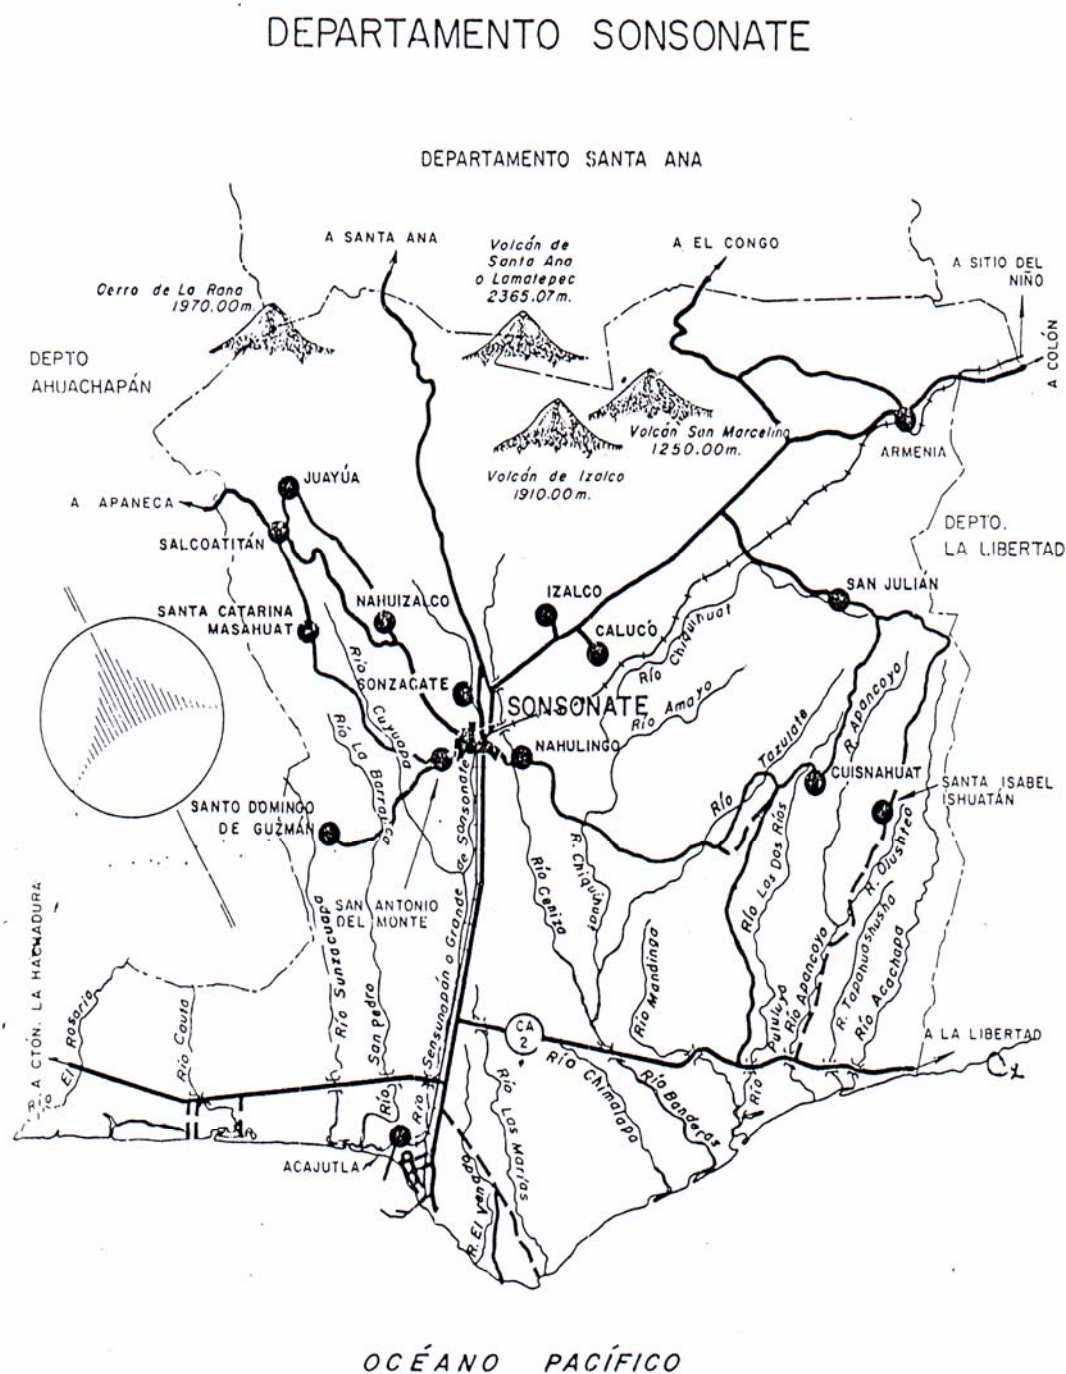 DEPARTAMENTO SONSONATE
DEPARTAMENTO SANTA ANA
A SANTA ANA
Volcán de
Santa Ana
o Lamatepec
2365.07m.
A EL CONGO
A SITIO DEL
NIÑO
Cerro de La Rana
1970.00m.
A COLÓN
DEPTO
AHUACHAPÁN
Volcán San Marcelino
1250.00m.
ARMENIA
Volcán de Izalco
1910.00m.
JUAYÚA
A APANECA
SALCOATITÁN
DEPTO.
LA LIBERTAD
SAN JULIÁN
IZALCO
NAHUIZALCO
SANTA CATARINA
MASAHUAT
CALUCO
Río Chiquihuat
SONZACATE
SONSONATE
Río Amayo
Río Cuyuapa
Río La Barranca
NAHULINGO
Río Tazulate
R. Apancoyo
CUISNAHUAT
SANTA ISABEL
ISHUATÁN
SANTO DOMINGO
DE GUZMÁN
Río Los Dos Ríos
R. Ojushteo
R. Chiquihuat
Río Ceniza
SAN ANTONIO
DEL MONTE
Río Sensunapán o Grande de Sonsonate
Río Sunzacuapa
Río San Pedro
Río Mandinga
Río Apancoyo
R. Tapahuashusha
Río Acachapa
Río Pululuya
A CTÓN. LA HACHADURA
Río El Rosario
Río Cauta
CA
2
A LA LIBERTAD
Río Chimalapa
Río Banderas
Río Las Marías
R. El Venado
ACAJUTLA
OCÉANO PACÍFICO